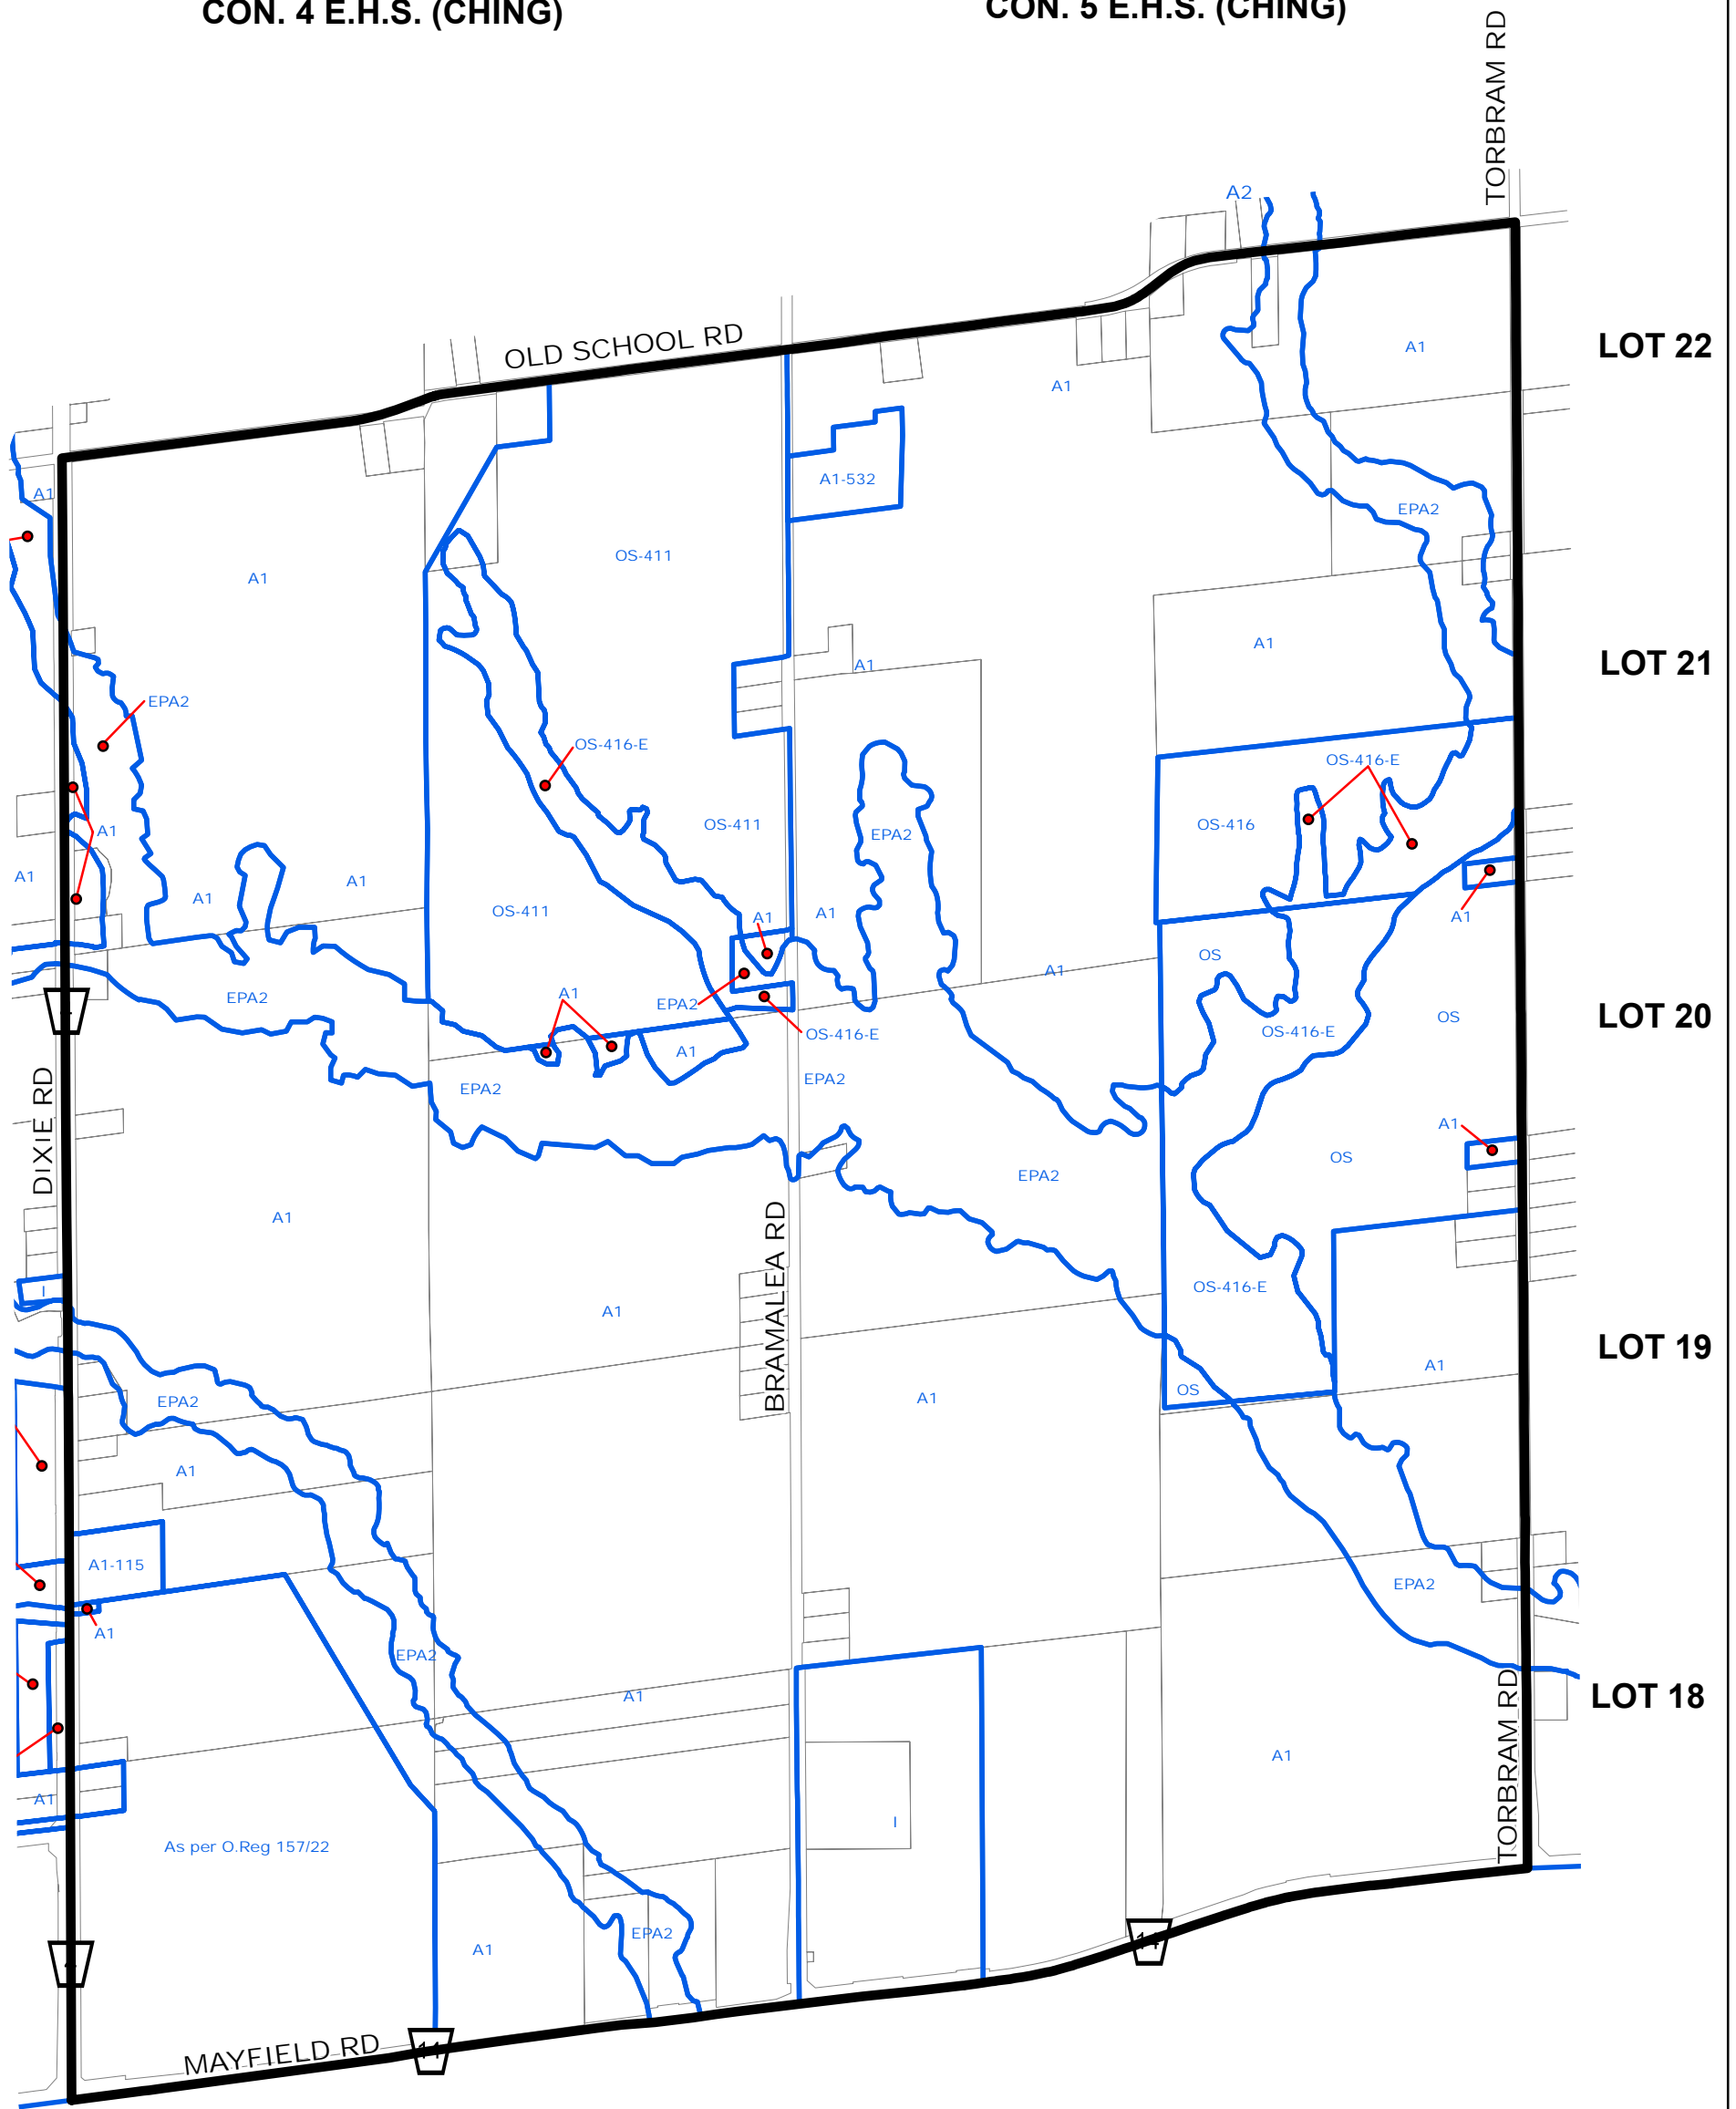 CON. 4 E.H.S. (CHING)
CON. 5 E.H.S. (CHING)
TORBRAM RD
A2
OLD SCHOOL RD
LOT 22
A1
A1
A1-532
A1
EPA2
OS-411
A1
A1
LOT 21
A1
EPA2
OS-416-E
OS-416-E
OS-411
OS-416
A1
EPA2
A1
A1
A1
A1
OS-411
A1
A1
A1
OS
A1
EPA2
A1
EPA2
OS
LOT 20
OS-416-E
OS-416-E
A1
EPA2
EPA2
DIXIE RD
A1
OS
EPA2
A1
BRAMALEA RD
I
OS-416-E
A1
LOT 19
A1
OS
EPA2
A1
A1
A1-115
EPA2
A1
EPA2
A1
LOT 18
TORBRAM RD
A1
A1
I
As per O.Reg 157/22
EPA2
A1
14
14
MAYFIELD RD